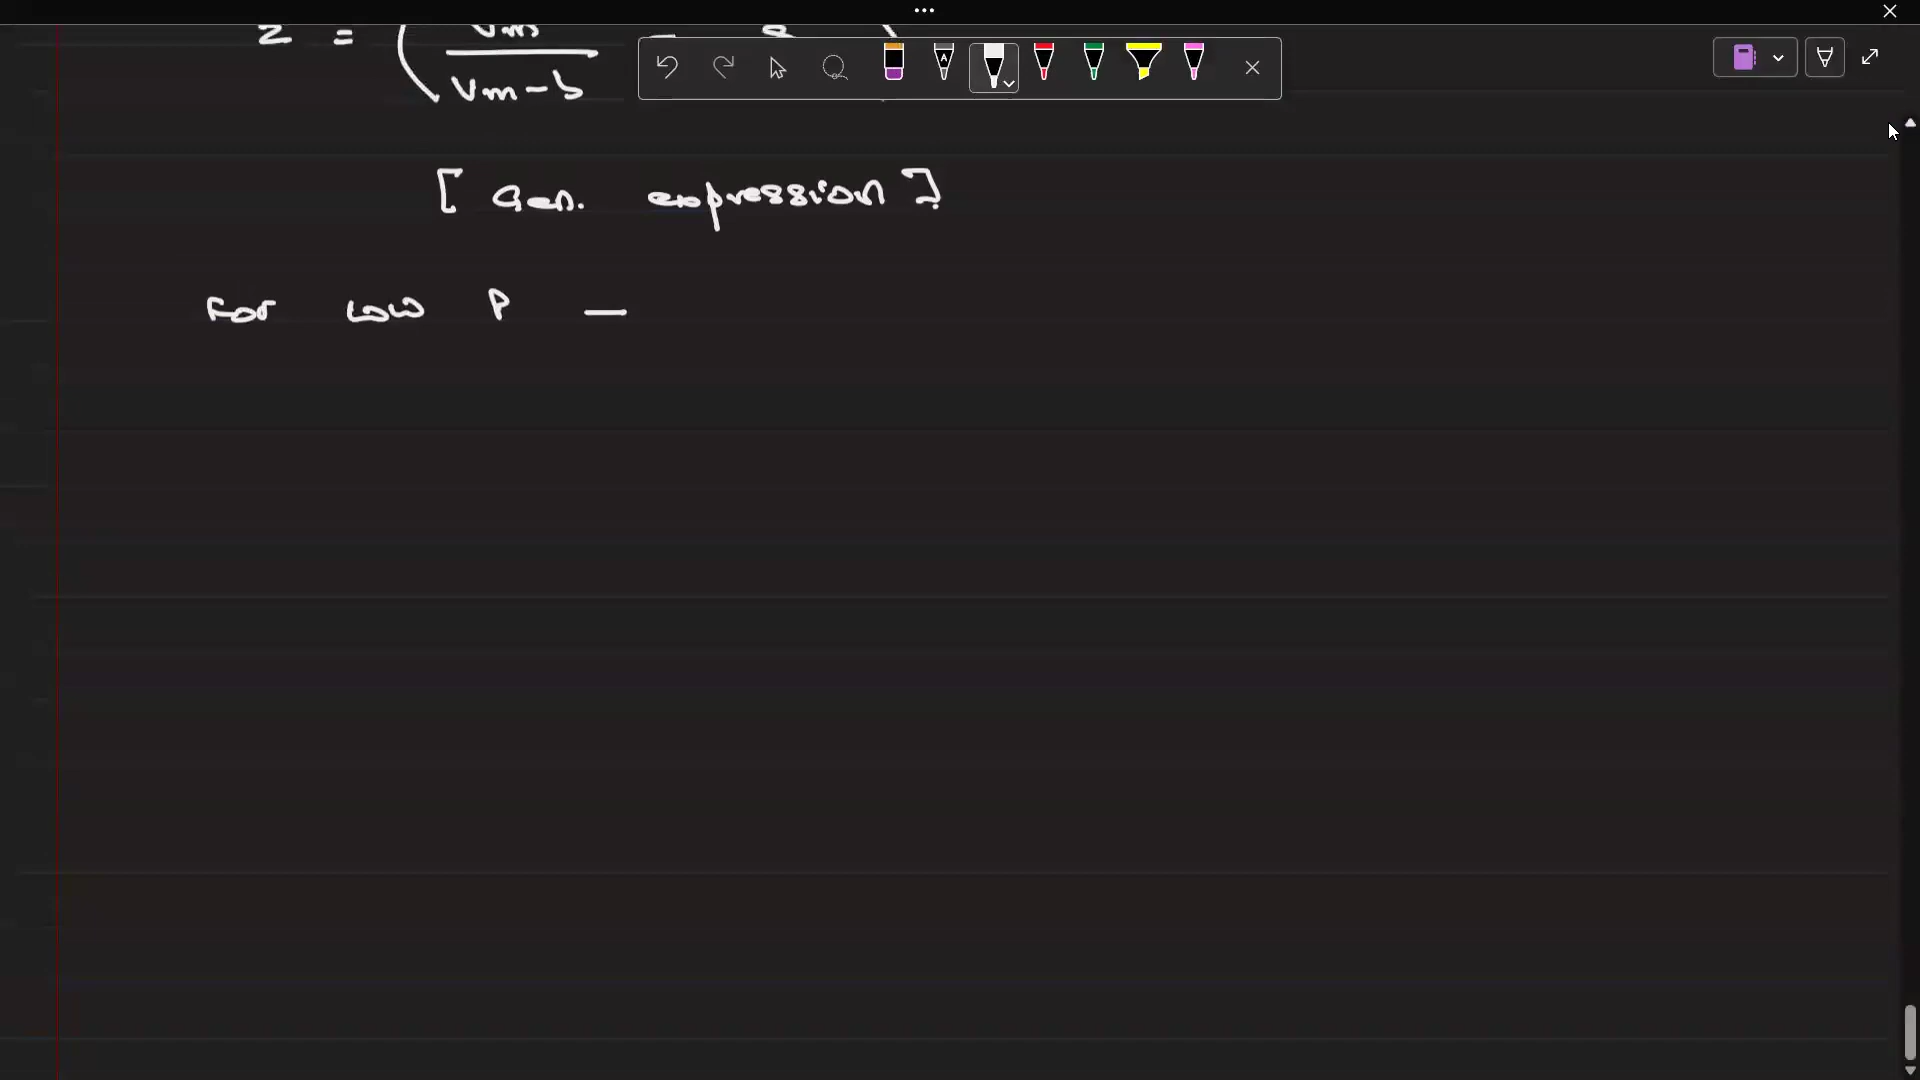 z = ( Vm / Vm-b
[ Gen. expression ]
For Low P —